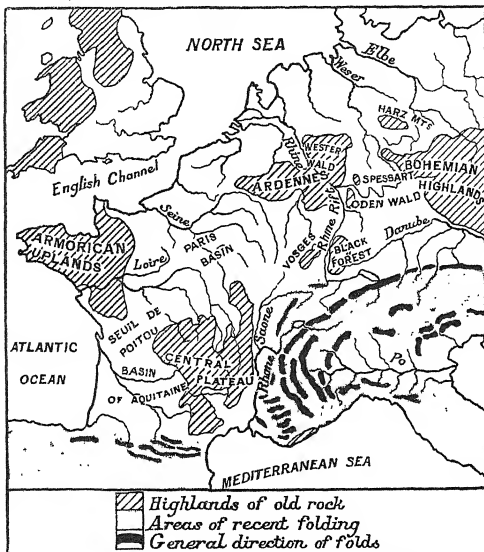 NORTH SEA
Elbe
Weser
HARZ MTS
English Channel
Rhine
WESTER
WALD
ARDENNES
SPESSART
BOHEMIAN
HIGHLANDS
ODEN WALD
Seine
PARIS
BASIN
VOSGES
Rhine Rift
BLACK
FOREST
Danube
ARMORICAN
UPLANDS
Loire
SEUIL DE
POITOU
Saone
CENTRAL
PLATEAU
Rhone
Po
ATLANTIC
OCEAN
BASIN
OF AQUITAINE
MEDITERRANEAN SEA
Highlands of old rock
Areas of recent folding
General direction of folds